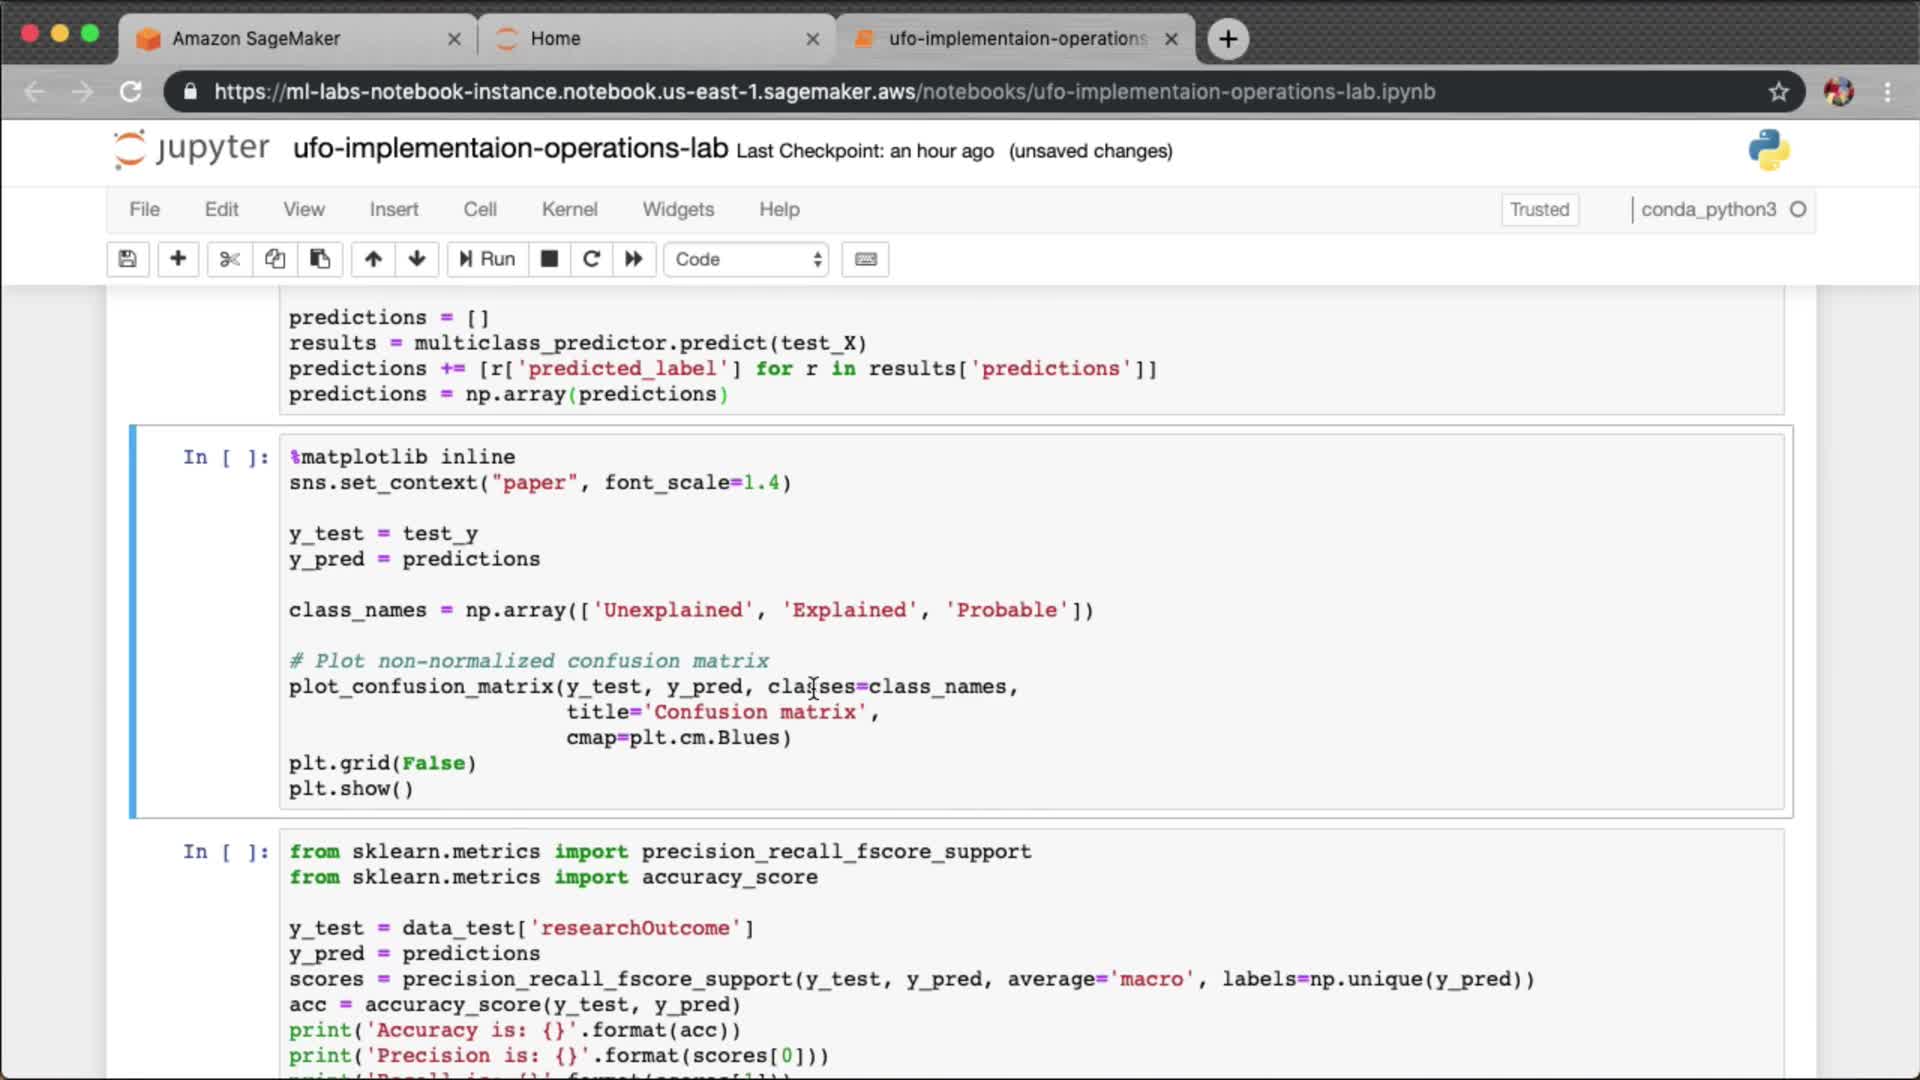 Amazon SageMaker
Home
ufo-implementaion-operations
https://ml-labs-notebook-instance.notebook.us-east-1.sagemaker.aws/notebooks/ufo-implementaion-operations-lab.ipynb
jupyter ufo-implementaion-operations-lab Last Checkpoint: an hour ago (unsaved changes)
File Edit View Insert Cell Kernel Widgets Help Trusted conda_python3
Run Code
predictions = []
results = multiclass_predictor.predict(test_X)
predictions += [r['predicted_label'] for r in results['predictions']]
predictions = np.array(predictions)
In [ ]: %matplotlib inline
sns.set_context("paper", font_scale=1.4)
y_test = test_y
y_pred = predictions
class_names = np.array(['Unexplained', 'Explained', 'Probable'])
# Plot non-normalized confusion matrix
plot_confusion_matrix(y_test, y_pred, classes=class_names,
title='Confusion matrix',
cmap=plt.cm.Blues)
plt.grid(False)
plt.show()
In [ ]: from sklearn.metrics import precision_recall_fscore_support
from sklearn.metrics import accuracy_score
y_test = data_test['researchOutcome']
y_pred = predictions
scores = precision_recall_fscore_support(y_test, y_pred, average='macro', labels=np.unique(y_pred))
acc = accuracy_score(y_test, y_pred)
print('Accuracy is: {}'.format(acc))
print('Precision is: {}'.format(scores[0]))